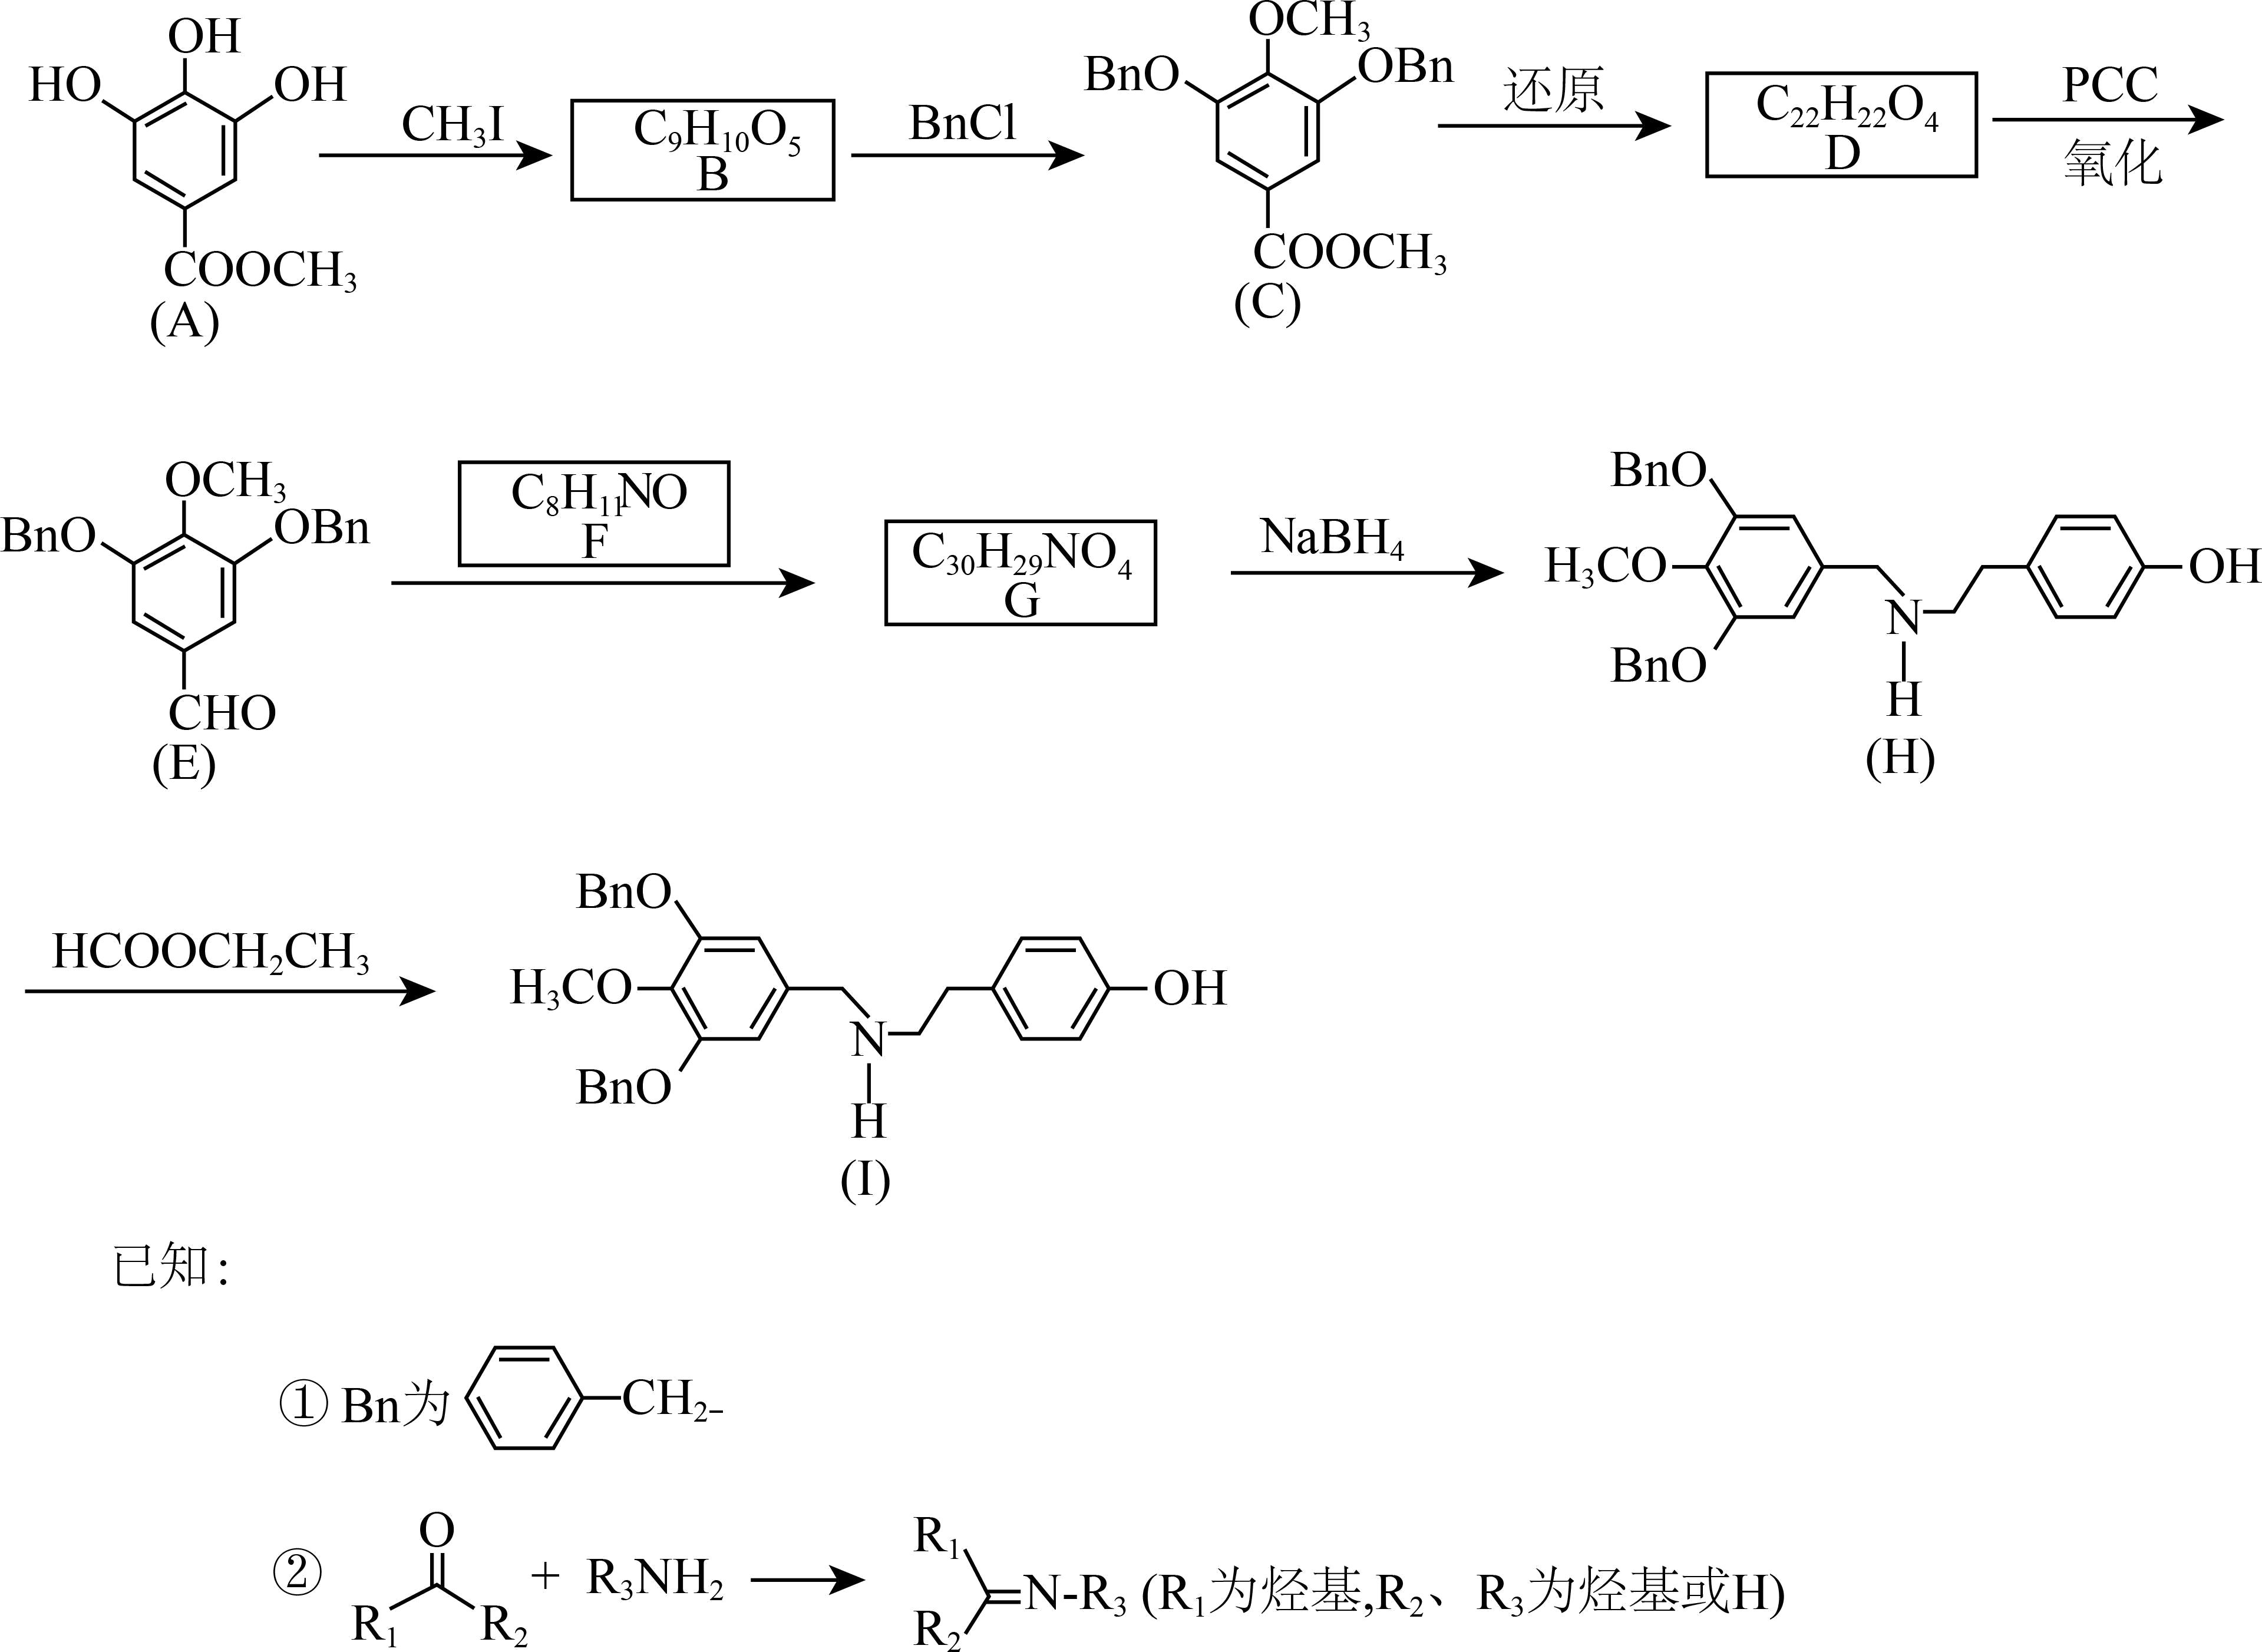 OH
HO OH
COOCH₃
(A)
CH₃I
C₉H₁₀O₅
B
BnCl
OCH₃
BnO OBn
COOCH₃
(C)
还原
C₂₂H₂₂O₄
D
PCC
氧化
OCH₃
BnO OBn
CHO
(E)
C₈H₁₁NO
F
C₃₀H₂₉NO₄
G
NaBH₄
BnO
H₃CO
BnO
N
H
OH
(H)
HCOOCH₂CH₃
BnO
H₃CO
BnO
N
H
OH
(I)
已知：
① Bn为 CH₂-
② O
R₁ R₂ + R₃NH₂
R₁
R₂ N-R₃ (R₁为烃基,R₂、R₃为烃基或H)